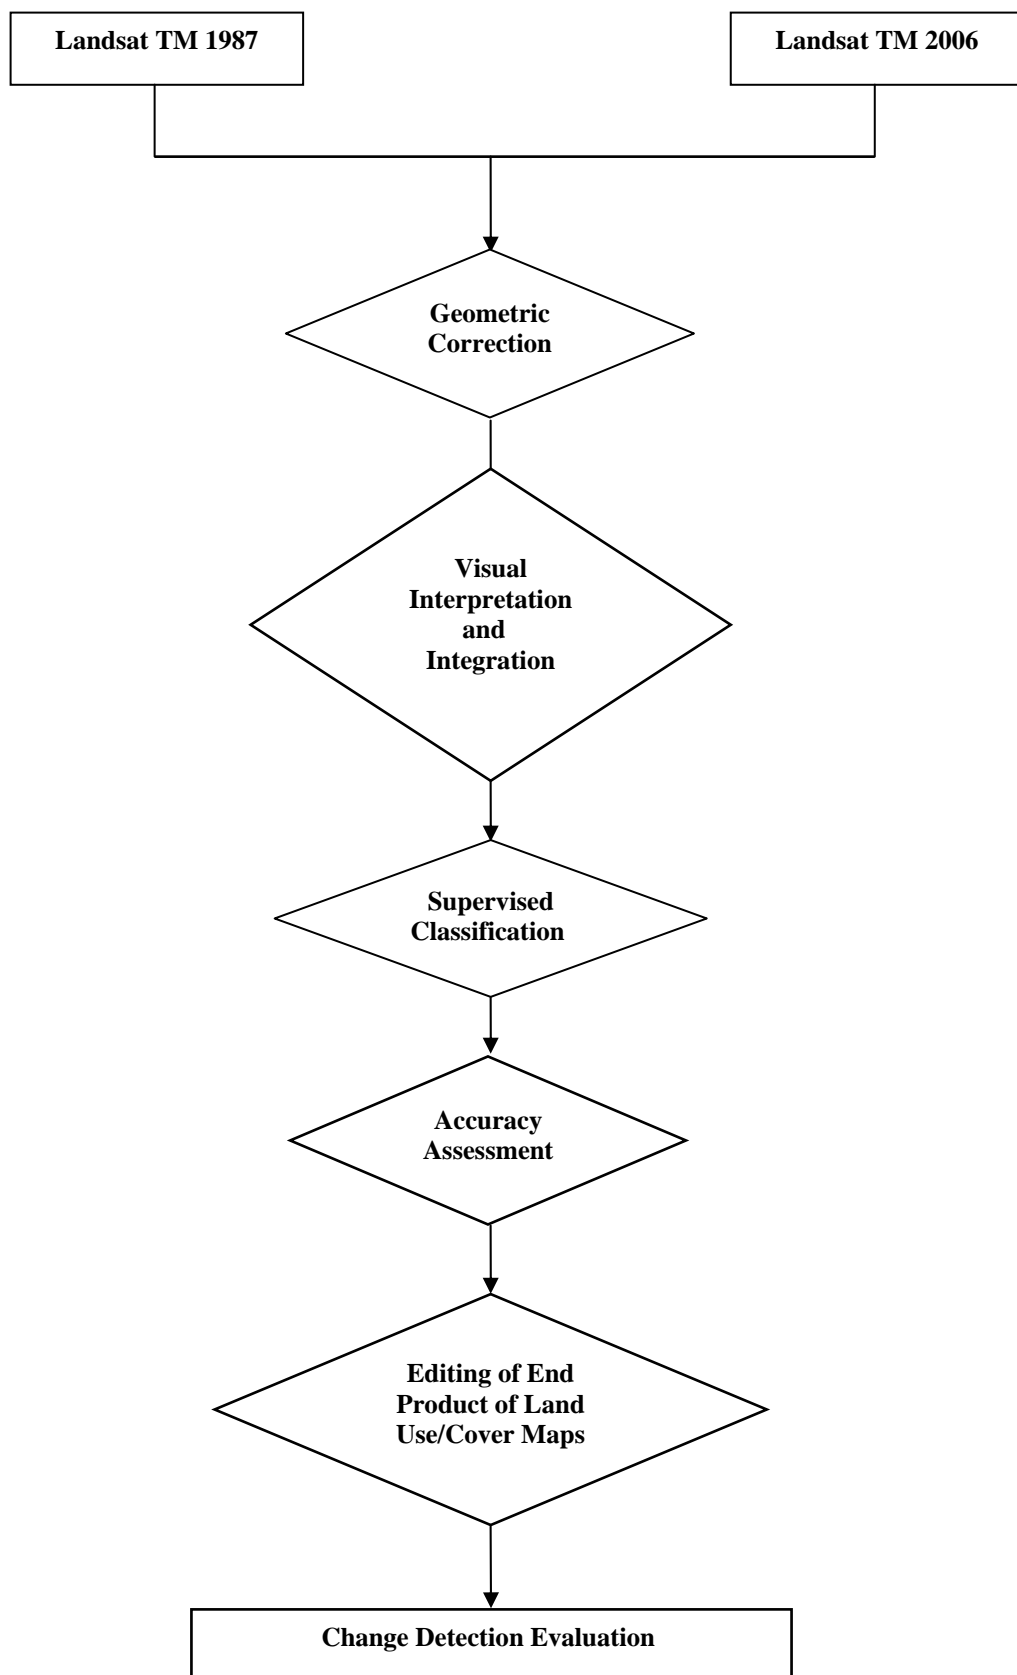 Landsat TM 1987
Landsat TM 2006
Geometric
Correction
Visual
Interpretation
and
Integration
Supervised
Classification
Accuracy
Assessment
Editing of End
Product of Land
Use/Cover Maps
Change Detection Evaluation